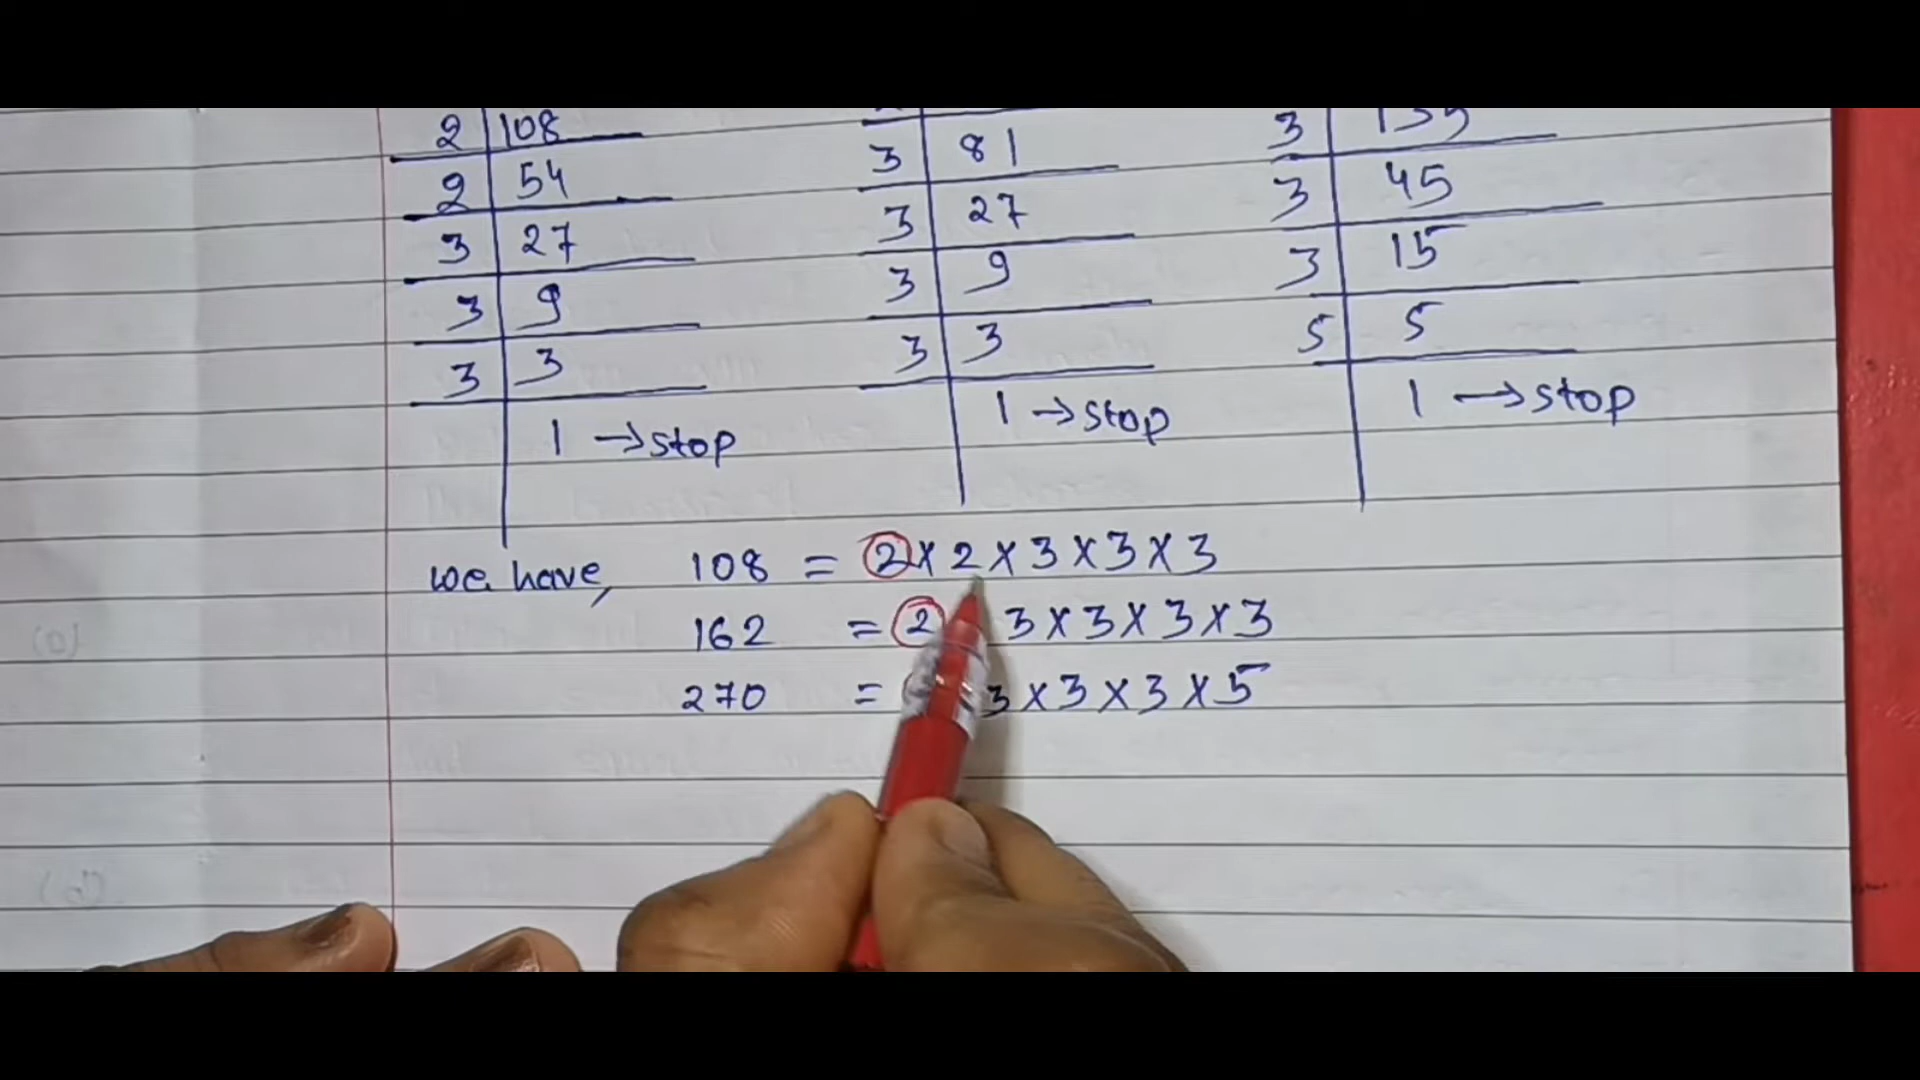 2 108 3 81 3 135
2 54 3 27 3 45
3 27 3 9 3 15
3 9 3 3 5 5
3 3 1 →stop 1 →stop
1 →stop
we have, 108 = 2×2×3×3×3
162 = 2 3×3×3×3
270 = 3×3×3×5